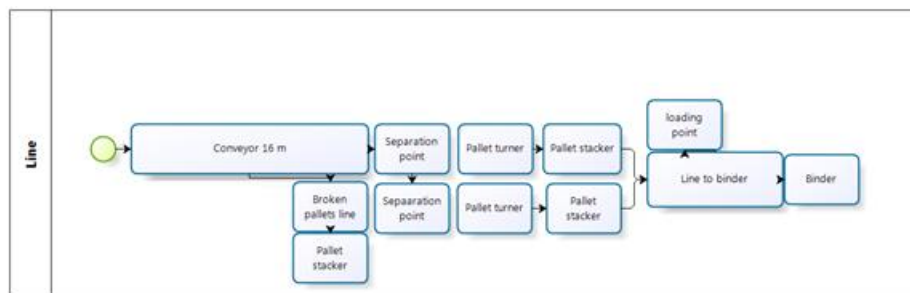 Line
Conveyor 16 m
Separation
point
Pallet turner
Pallet stacker
loading
point
Line to binder
Binder
Broken
pallets line
Sepaaration
point
Pallet turner
Pallet
stacker
Pallet
stacker